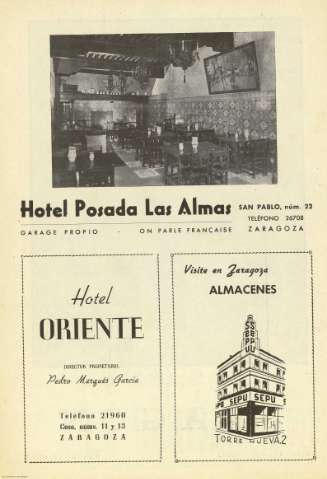 Hotel Posada Las Almas
SAN PABLO, núm. 22
TELÉFONO 26708
GARAGE PROPIO - ON PARLE FRANÇAISE
ZARAGOZA
Hotel
ORIENTE
DIRECTOR PROPIETARIO
Pedro Marqués García
Teléfono 21960
Coso, nums. 11 y 13
ZARAGOZA
Visite en Zaragoza
ALMACENES
SEPU
SEPU
SEPU
SEPU
TORRE NUEVA,2